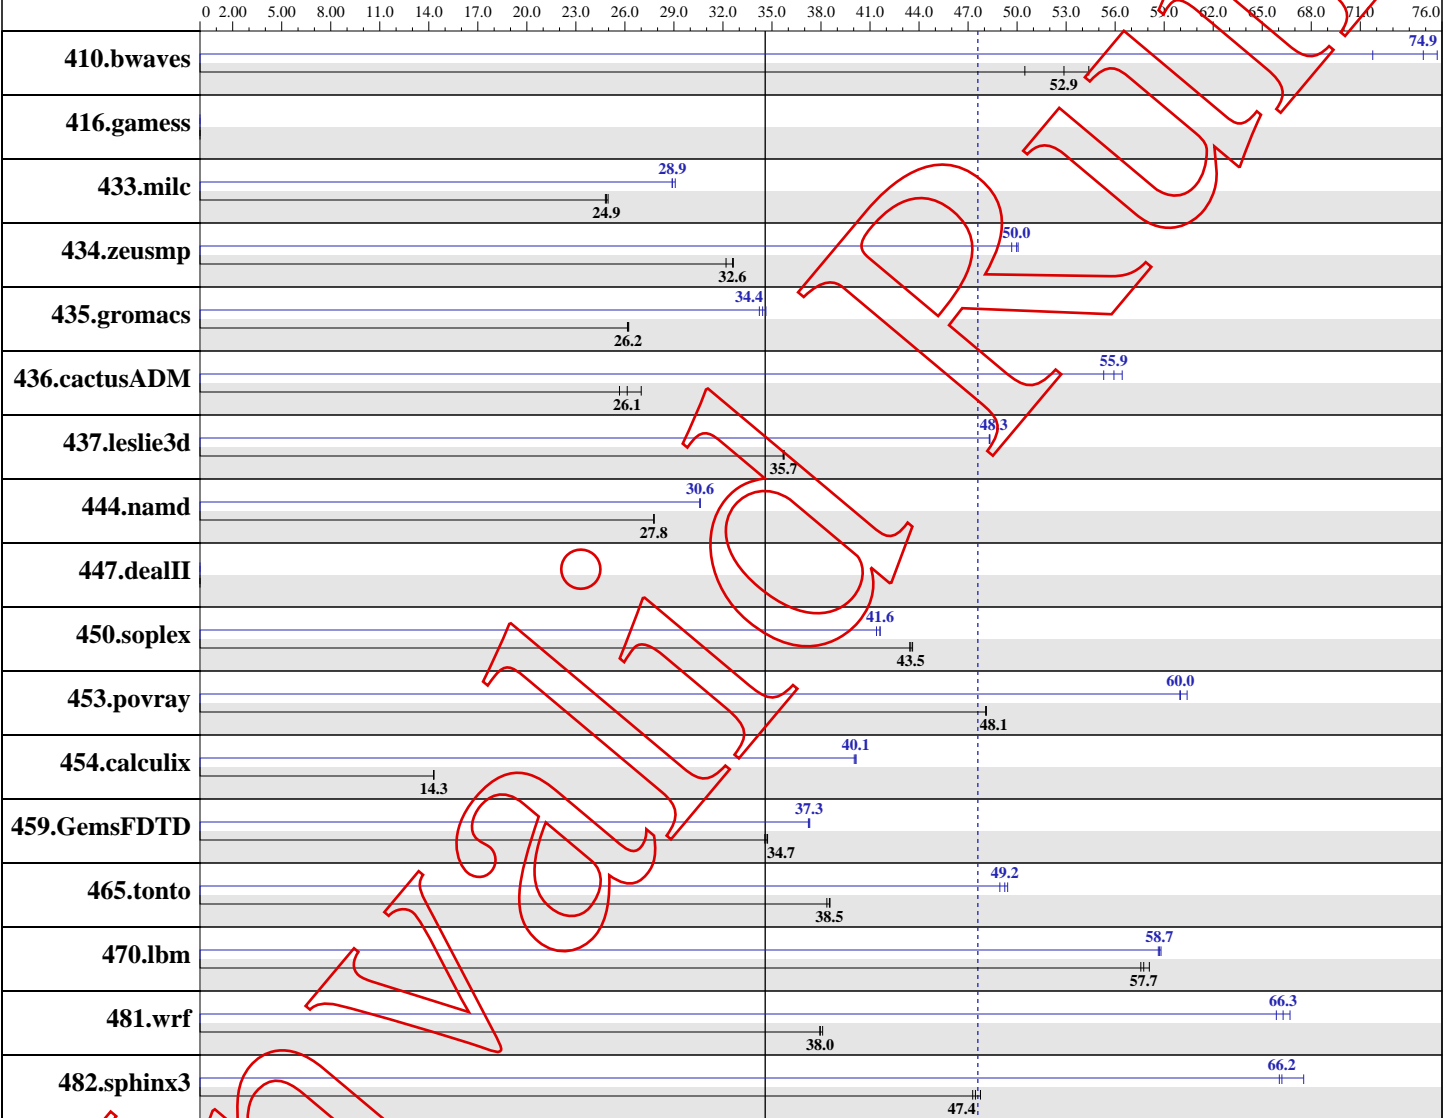 0 2.00 5.00 8.00 11.0 14.0 17.0 20.0 23.0 26.0 29.0 32.0 35.0 38.0 41.0 44.0 47.0 50.0 53.0 56.0 59.0 62.0 65.0 68.0 71.0 76.0
410.bwaves 74.9
52.9
416.gamess
433.milc 28.9
24.9
434.zeusmp 50.0
32.6
435.gromacs 34.4
26.2
436.cactusADM 55.9
26.1
437.leslie3d 48.3
35.7
444.namd 30.6
27.8
447.dealII
450.soplex 41.6
43.5
453.povray 60.0
48.1
454.calculix 40.1
14.3
459.GemsFDTD 37.3
34.7
465.tonto 49.2
38.5
470.lbm 58.7
57.7
481.wrf 66.3
38.0
482.sphinx3 66.2
47.4
valid Run